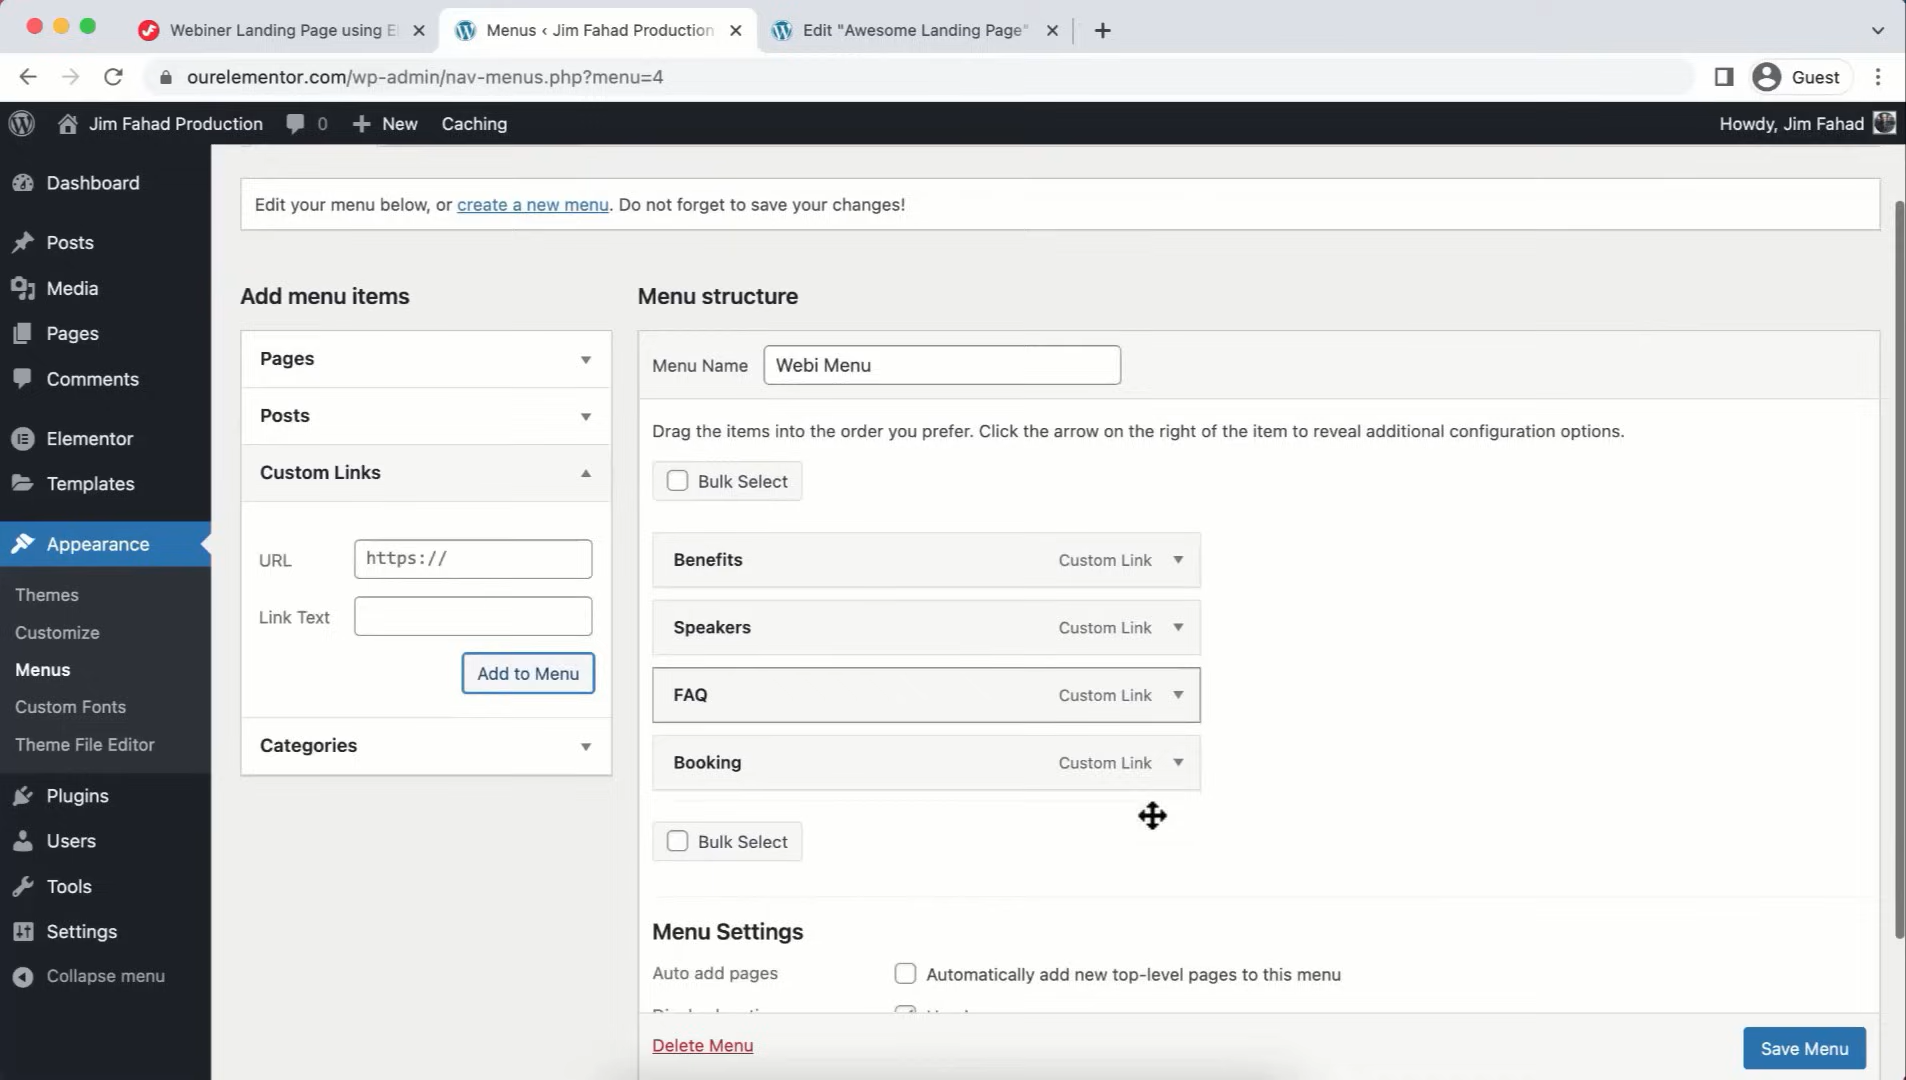 Webiner Landing Page using El
Menus ‹ Jim Fahad Production
Edit "Awesome Landing Page"
ourelementor.com/wp-admin/nav-menus.php?menu=4
Guest
Jim Fahad Production
0
New
Caching
Howdy, Jim Fahad
Dashboard
Posts
Media
Pages
Comments
Elementor
Templates
Appearance
Themes
Customize
Menus
Custom Fonts
Theme File Editor
Plugins
Users
Tools
Settings
Collapse menu
Edit your menu below, or create a new menu. Do not forget to save your changes!
Add menu items
Pages
Posts
Custom Links
URL
https://
Link Text
Add to Menu
Categories
Menu structure
Menu Name
Webi Menu
Drag the items into the order you prefer. Click the arrow on the right of the item to reveal additional configuration options.
Bulk Select
Benefits
Custom Link
Speakers
Custom Link
FAQ
Custom Link
Booking
Custom Link
Bulk Select
Menu Settings
Auto add pages
Automatically add new top-level pages to this menu
Delete Menu
Save Menu